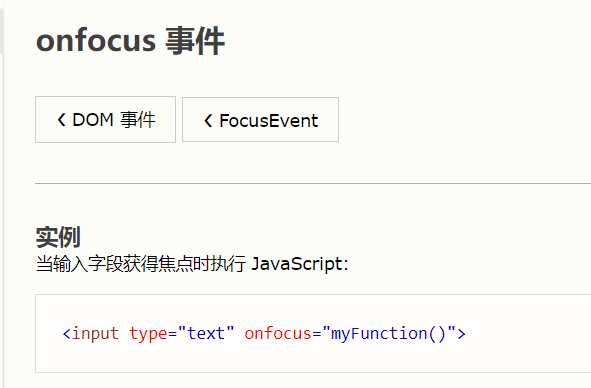 onfocus 事件
‹ DOM 事件 ‹ FocusEvent
实例
当输入字段获得焦点时执行 JavaScript：
<input type="text" onfocus="myFunction()">